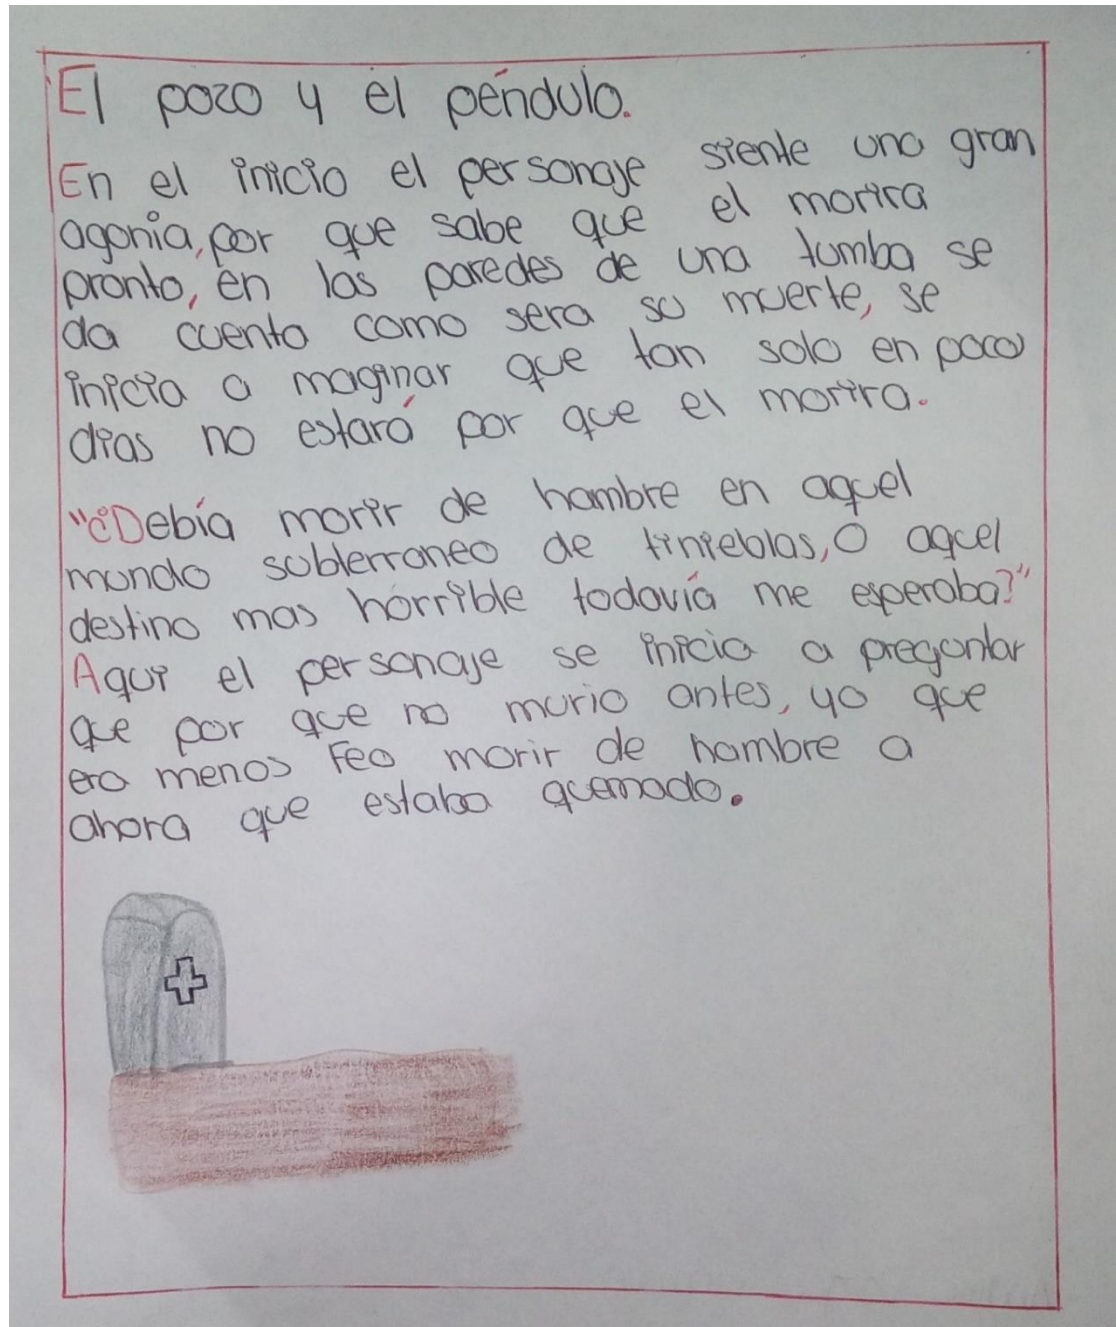 El pozo y él péndulo.
En el inicio el personaje siente una gran
agonia, por que sabe que el morira
pronto, en las paredes de una tumba se
da cuenta como sera su muerte, se
inicia a maginar que tan solo en poco
dias no estará por que el morira.
"¿Debía morir de hambre en aquel
mundo subterraneo de tinieblas, O aquel
destino mas horrible todavía me esperaba?"
Aqui el personaje se inicia a preguntar
que por que no murio antes, ya que
era menos Feo morir de hambre a
ahora que estaba quemado.